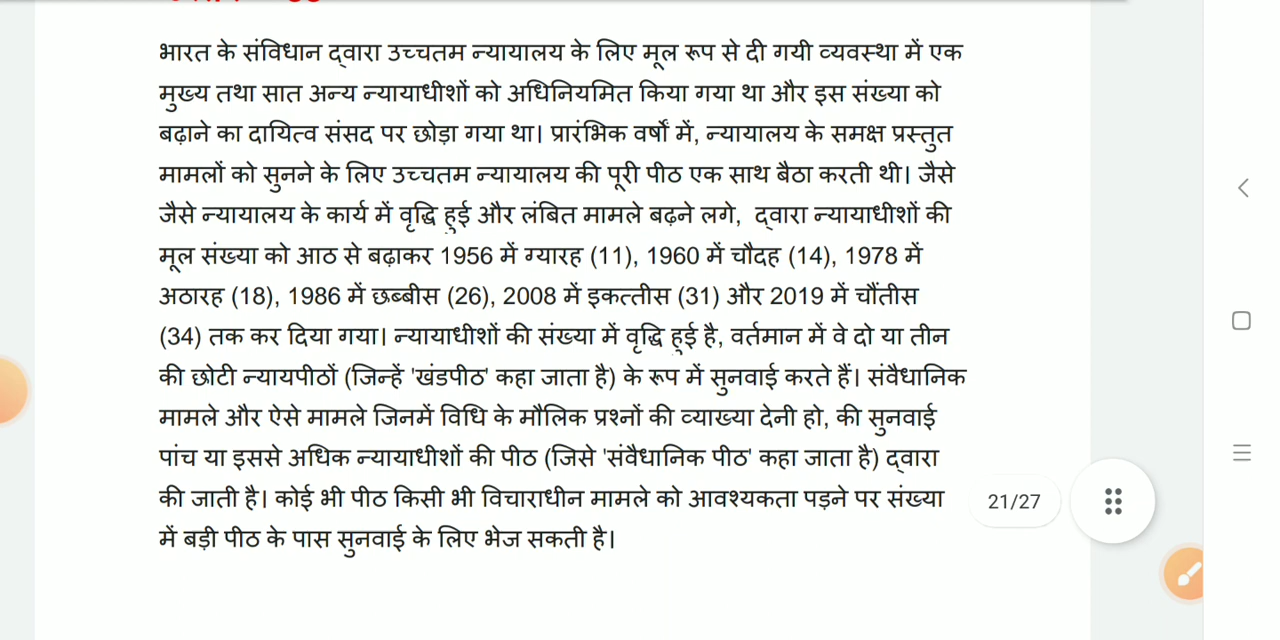 भारत के संविधान द्वारा उच्चतम न्यायालय के लिए मूल रूप से दी गयी व्यवस्था में एक
मुख्य तथा सात अन्य न्यायाधीशों को अधिनियमित किया गया था और इस संख्या को
बढ़ाने का दायित्व संसद पर छोड़ा गया था। प्रारंभिक वर्षों में, न्यायालय के समक्ष प्रस्तुत
मामलों को सुनने के लिए उच्चतम न्यायालय की पूरी पीठ एक साथ बैठा करती थी। जैसे
जैसे न्यायालय के कार्य में वृद्धि हुई और लंबित मामले बढ़ने लगे,  द्वारा न्यायाधीशों की
मूल संख्या को आठ से बढ़ाकर 1956 में ग्यारह (11), 1960 में चौदह (14), 1978 में
अठारह (18), 1986 में छब्बीस (26), 2008 में इकत्तीस (31) और 2019 में चौंतीस
(34) तक कर दिया गया। न्यायाधीशों की संख्या में वृद्धि हुई है, वर्तमान में वे दो या तीन
की छोटी न्यायपीठों (जिन्हें 'खंडपीठ' कहा जाता है) के रूप में सुनवाई करते हैं। संवैधानिक
मामले और ऐसे मामले जिनमें विधि के मौलिक प्रश्नों की व्याख्या देनी हो, की सुनवाई
पांच या इससे अधिक न्यायाधीशों की पीठ (जिसे 'संवैधानिक पीठ' कहा जाता है) द्वारा
की जाती है। कोई भी पीठ किसी भी विचाराधीन मामले को आवश्यकता पड़ने पर संख्या
में बड़ी पीठ के पास सुनवाई के लिए भेज सकती है।
21/27